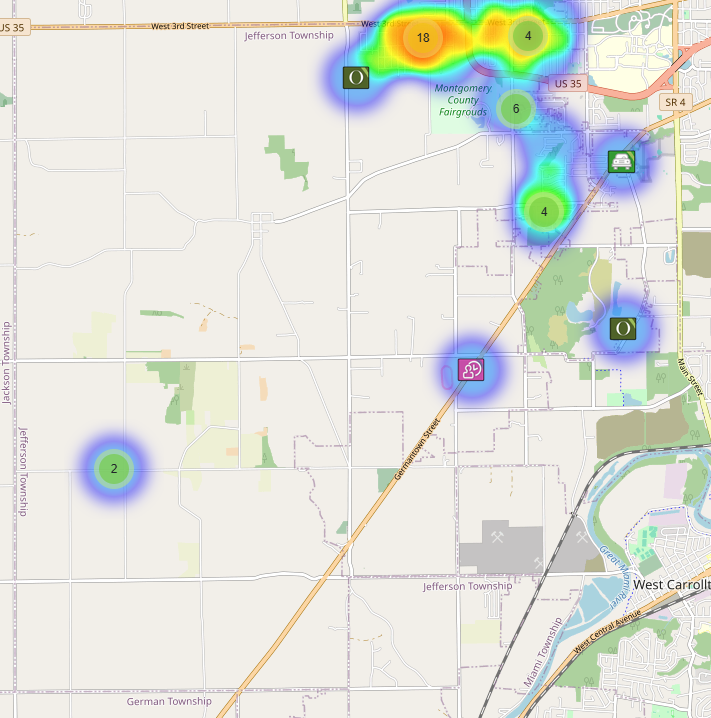 US 35
West 3rd Street
Jefferson Township
18
4
O
Montgomery
County
Fairgrouds
US 35
SR 4
6
4
O
Main Street
Jackson Township
Jefferson Township
2
Germantown Street
Great Miami River
West Carrollt
Jefferson Township
West Central Avenue
Miami Township
German Township